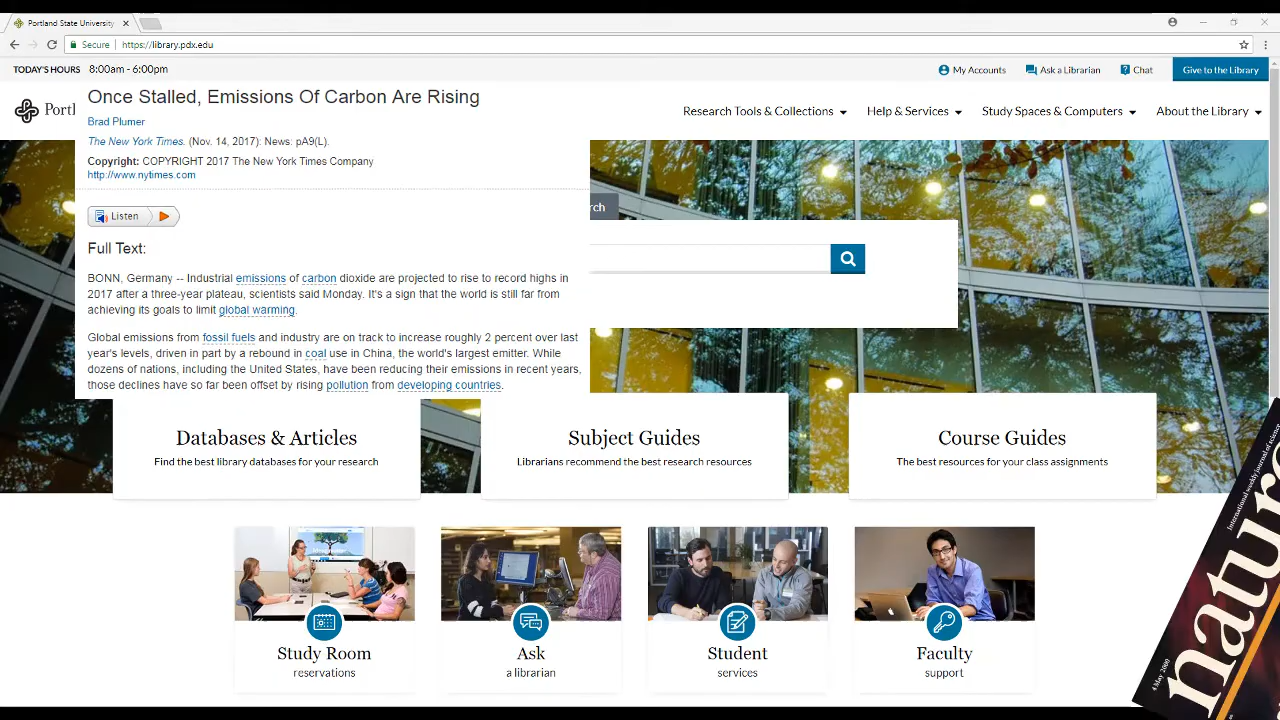 Portland State University
Secure
https://library.pdx.edu
TODAY'S HOURS 8:00am - 6:00pm
My Accounts
Ask a Librarian
Chat
Give to the Library
Portl
Research Tools & Collections
Help & Services
Study Spaces & Computers
About the Library
Once Stalled, Emissions Of Carbon Are Rising
Brad Plumer
The New York Times. (Nov. 14, 2017): News: pA9(L).
Copyright: COPYRIGHT 2017 The New York Times Company
http://www.nytimes.com
Listen
rch
Full Text:
BONN, Germany -- Industrial emissions of carbon dioxide are projected to rise to record highs in
2017 after a three-year plateau, scientists said Monday. It's a sign that the world is still far from
achieving its goals to limit global warming.
Global emissions from fossil fuels and industry are on track to increase roughly 2 percent over last
year's levels, driven in part by a rebound in coal use in China, the world's largest emitter. While
dozens of nations, including the United States, have been reducing their emissions in recent years,
those declines have so far been offset by rising pollution from developing countries.
Databases & Articles
Find the best library databases for your research
Subject Guides
Librarians recommend the best research resources
Course Guides
The best resources for your class assignments
Study Room
reservations
Ask
a librarian
Student
services
Faculty
support
International weekly journal of science
nature
4 May 2000